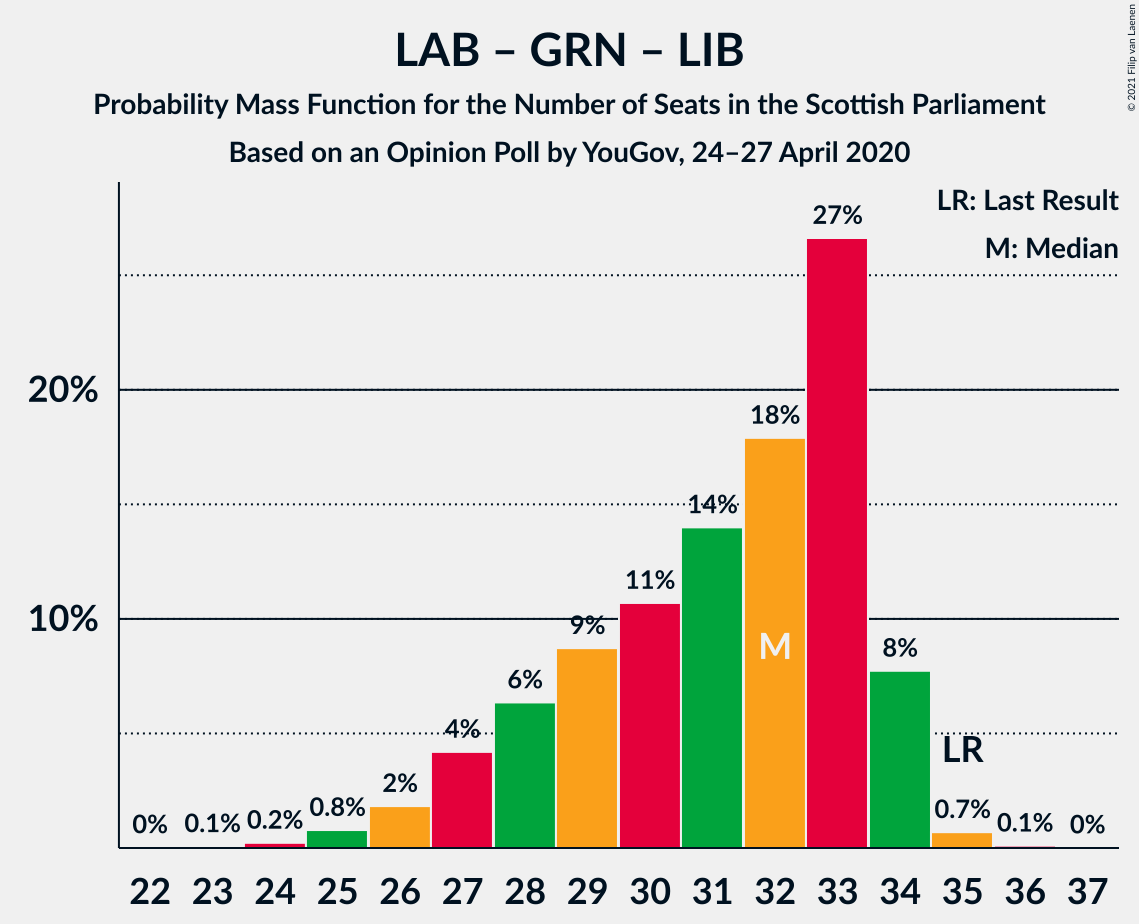 LAB – GRN – LIB
Probability Mass Function for the Number of Seats in the Scottish Parliament
Based on an Opinion Poll by YouGov, 24–27 April 2020
© 2021 Filip van Laenen
LR: Last Result
M: Median
27%
20%
18%
14%
11%
10%
9%
M
8%
6%
4%
LR
2%
0% 0.1% 0.2% 0.8% 0.7% 0.1% 0%
22 23 24 25 26 27 28 29 30 31 32 33 34 35 36 37